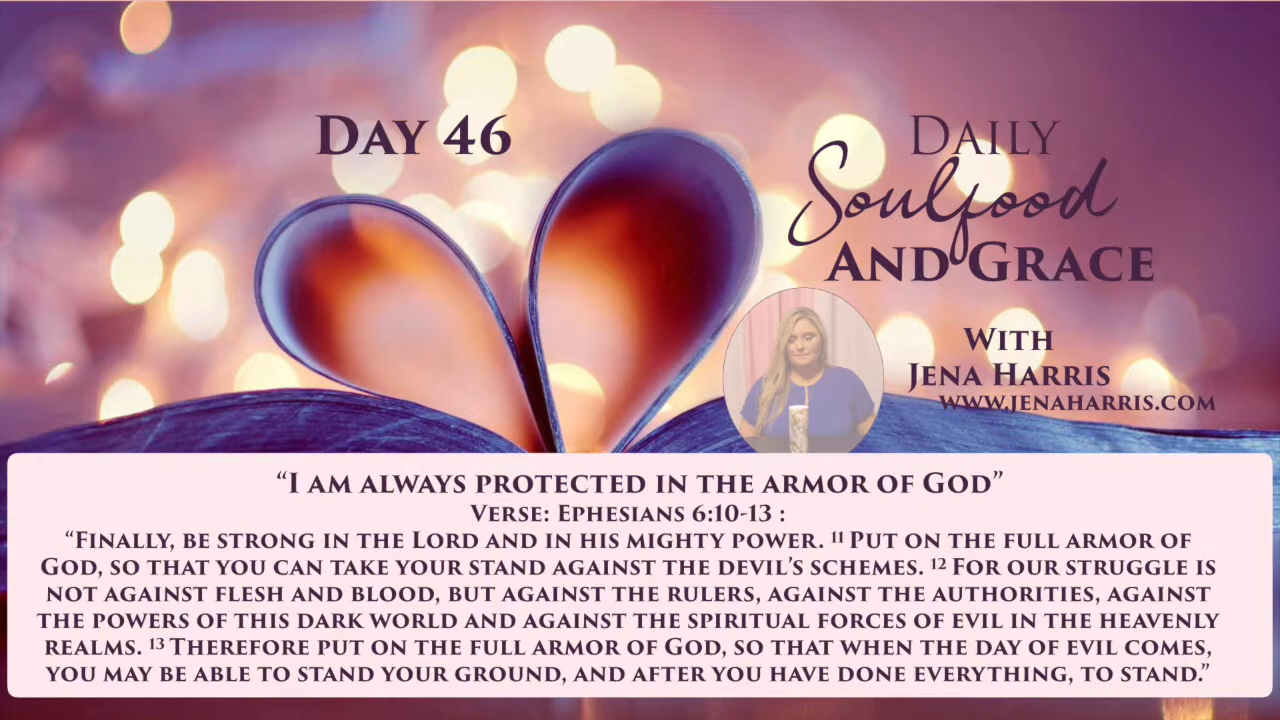 Day 46
Daily
Soulfood
and Grace
With
Jena Harris
www.jenaharris.com
“I am always protected in the armor of God”
Verse: Ephesians 6:10-13 :
“Finally, be strong in the Lord and in his mighty power. ¹¹ Put on the full armor of
God, so that you can take your stand against the devil’s schemes. ¹² For our struggle is
not against flesh and blood, but against the rulers, against the authorities, against
the powers of this dark world and against the spiritual forces of evil in the heavenly
realms. ¹³ Therefore put on the full armor of God, so that when the day of evil comes,
you may be able to stand your ground, and after you have done everything, to stand.”